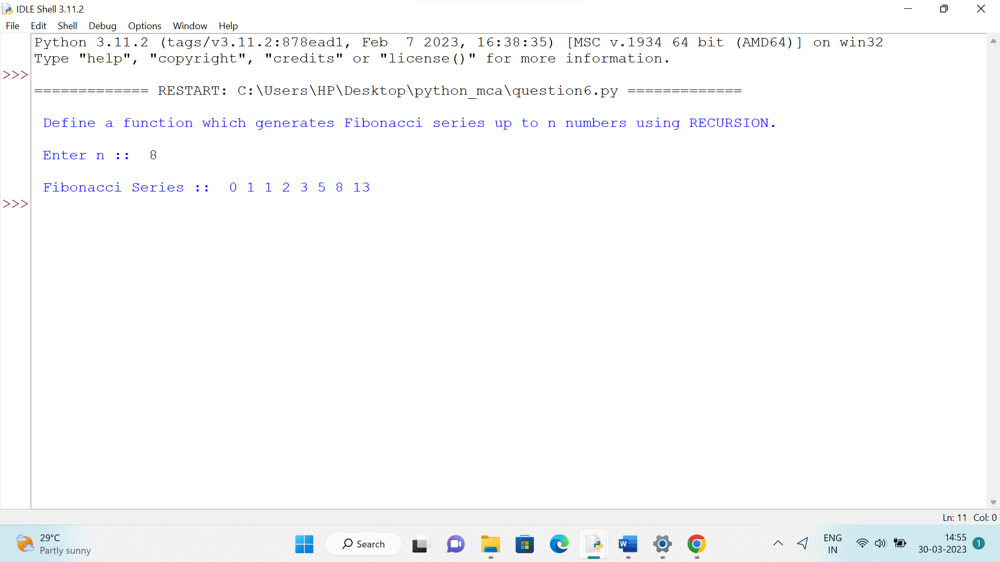 IDLE Shell 3.11.2
File Edit Shell Debug Options Window Help
Python 3.11.2 (tags/v3.11.2:878ead1, Feb  7 2023, 16:38:35) [MSC v.1934 64 bit (AMD64)] on win32
Type "help", "copyright", "credits" or "license()" for more information.
>>>
============= RESTART: C:\Users\HP\Desktop\python_mca\question6.py =============
Define a function which generates Fibonacci series up to n numbers using RECURSION.
Enter n ::  8
Fibonacci Series ::  0 1 1 2 3 5 8 13
>>>
Ln: 11 Col: 0
29°C
Partly sunny
Search
W
ENG
IN
14:55
30-03-2023
1